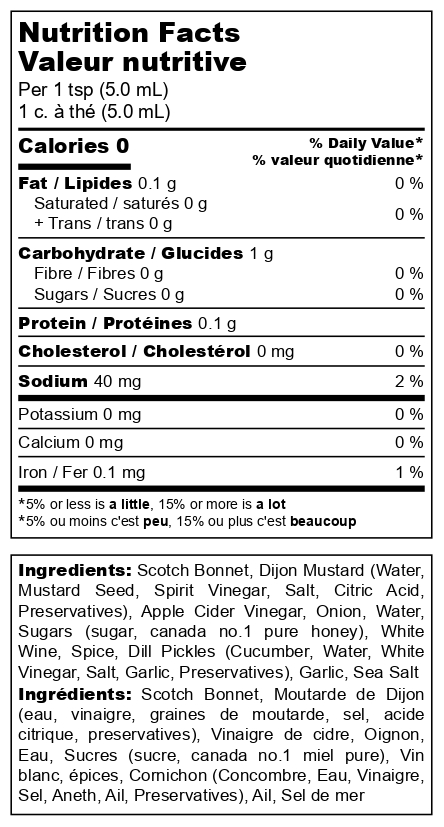 Nutrition Facts
Valeur nutritive
Per 1 tsp (5.0 mL)
1 c. à thé (5.0 mL)
Calories 0
% Daily Value*
% valeur quotidienne*
Fat / Lipides 0.1 g 0 %
Saturated / saturés 0 g
+ Trans / trans 0 g
0 %
Carbohydrate / Glucides 1 g
Fibre / Fibres 0 g 0 %
Sugars / Sucres 0 g 0 %
Protein / Protéines 0.1 g
Cholesterol / Cholestérol 0 mg 0 %
Sodium 40 mg 2 %
Potassium 0 mg 0 %
Calcium 0 mg 0 %
Iron / Fer 0.1 mg 1 %
*5% or less is a little, 15% or more is a lot
*5% ou moins c'est peu, 15% ou plus c'est beaucoup
Ingredients: Scotch Bonnet, Dijon Mustard (Water,
Mustard Seed, Spirit Vinegar, Salt, Citric Acid,
Preservatives), Apple Cider Vinegar, Onion, Water,
Sugars (sugar, canada no.1 pure honey), White
Wine, Spice, Dill Pickles (Cucumber, Water, White
Vinegar, Salt, Garlic, Preservatives), Garlic, Sea Salt
Ingrédients: Scotch Bonnet, Moutarde de Dijon
(eau, vinaigre, graines de moutarde, sel, acide
citrique, preservatives), Vinaigre de cidre, Oignon,
Eau, Sucres (sucre, canada no.1 miel pure), Vin
blanc, épices, Cornichon (Concombre, Eau, Vinaigre,
Sel, Aneth, Ail, Preservatives), Ail, Sel de mer